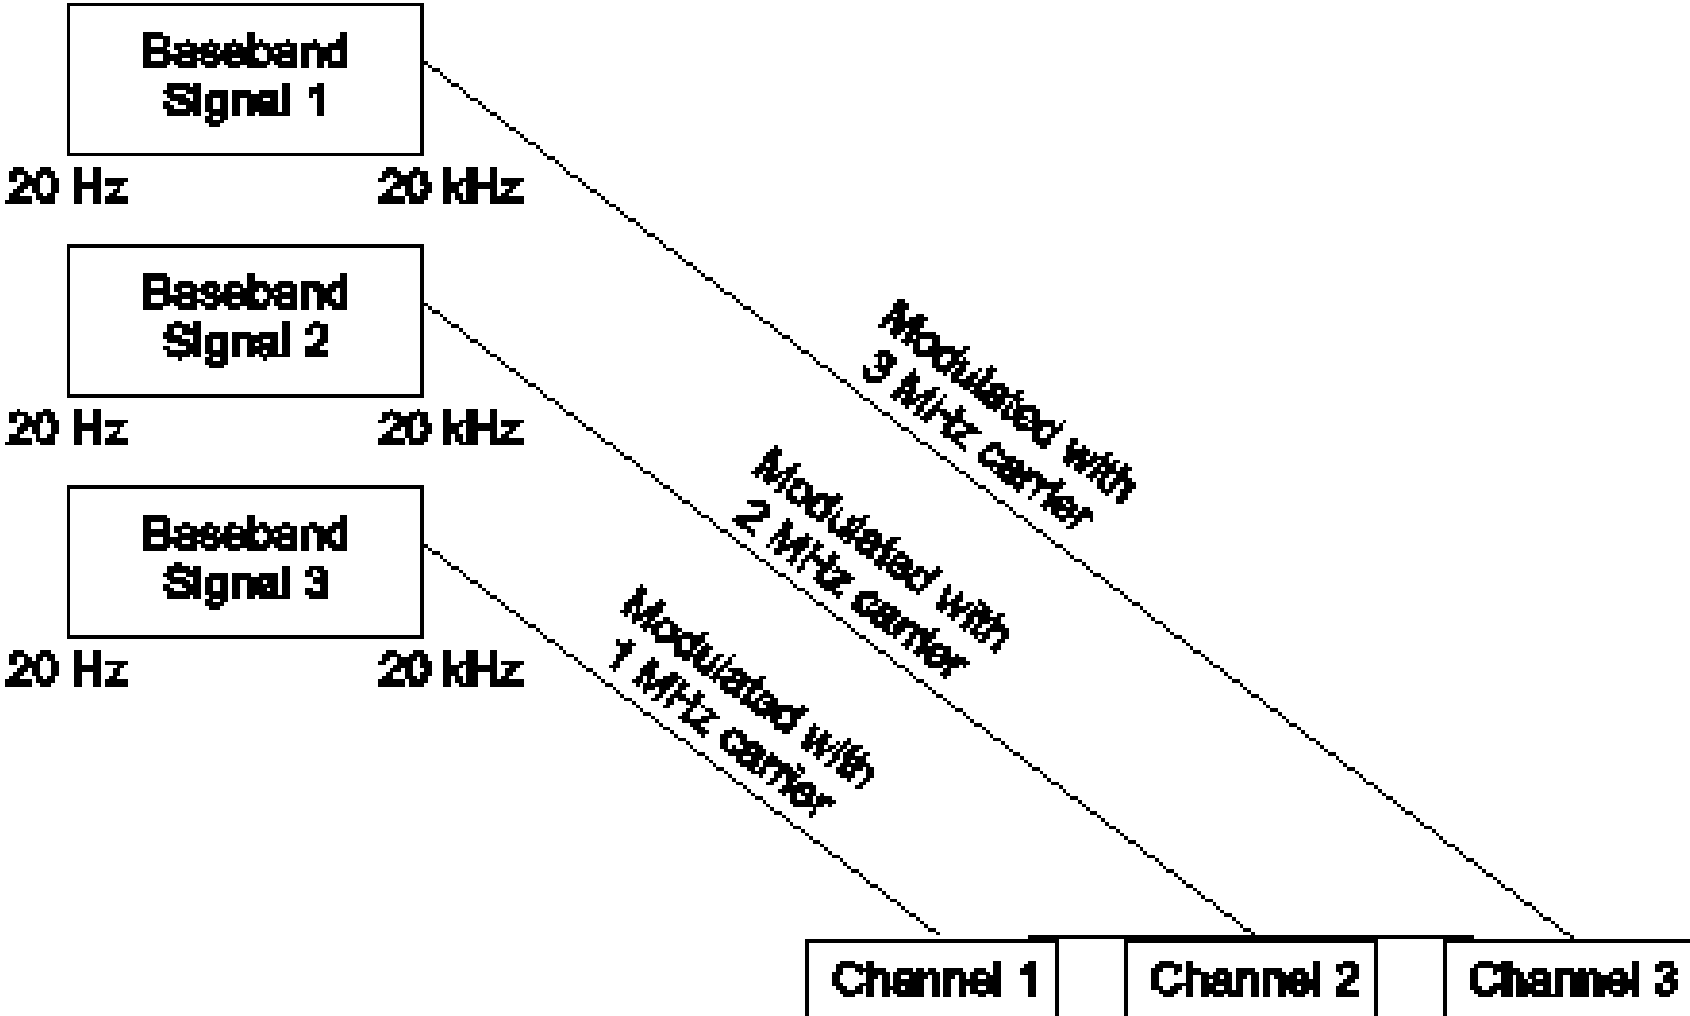 Baseband
Signal 1
20 Hz
20 kHz
Baseband
Signal 2
20 Hz
20 kHz
Baseband
Signal 3
20 Hz
20 kHz
Modulated with
3 MHz carrier
Modulated with
2 MHz carrier
Modulated with
1 MHz carrier
Channel 1
Channel 2
Channel 3